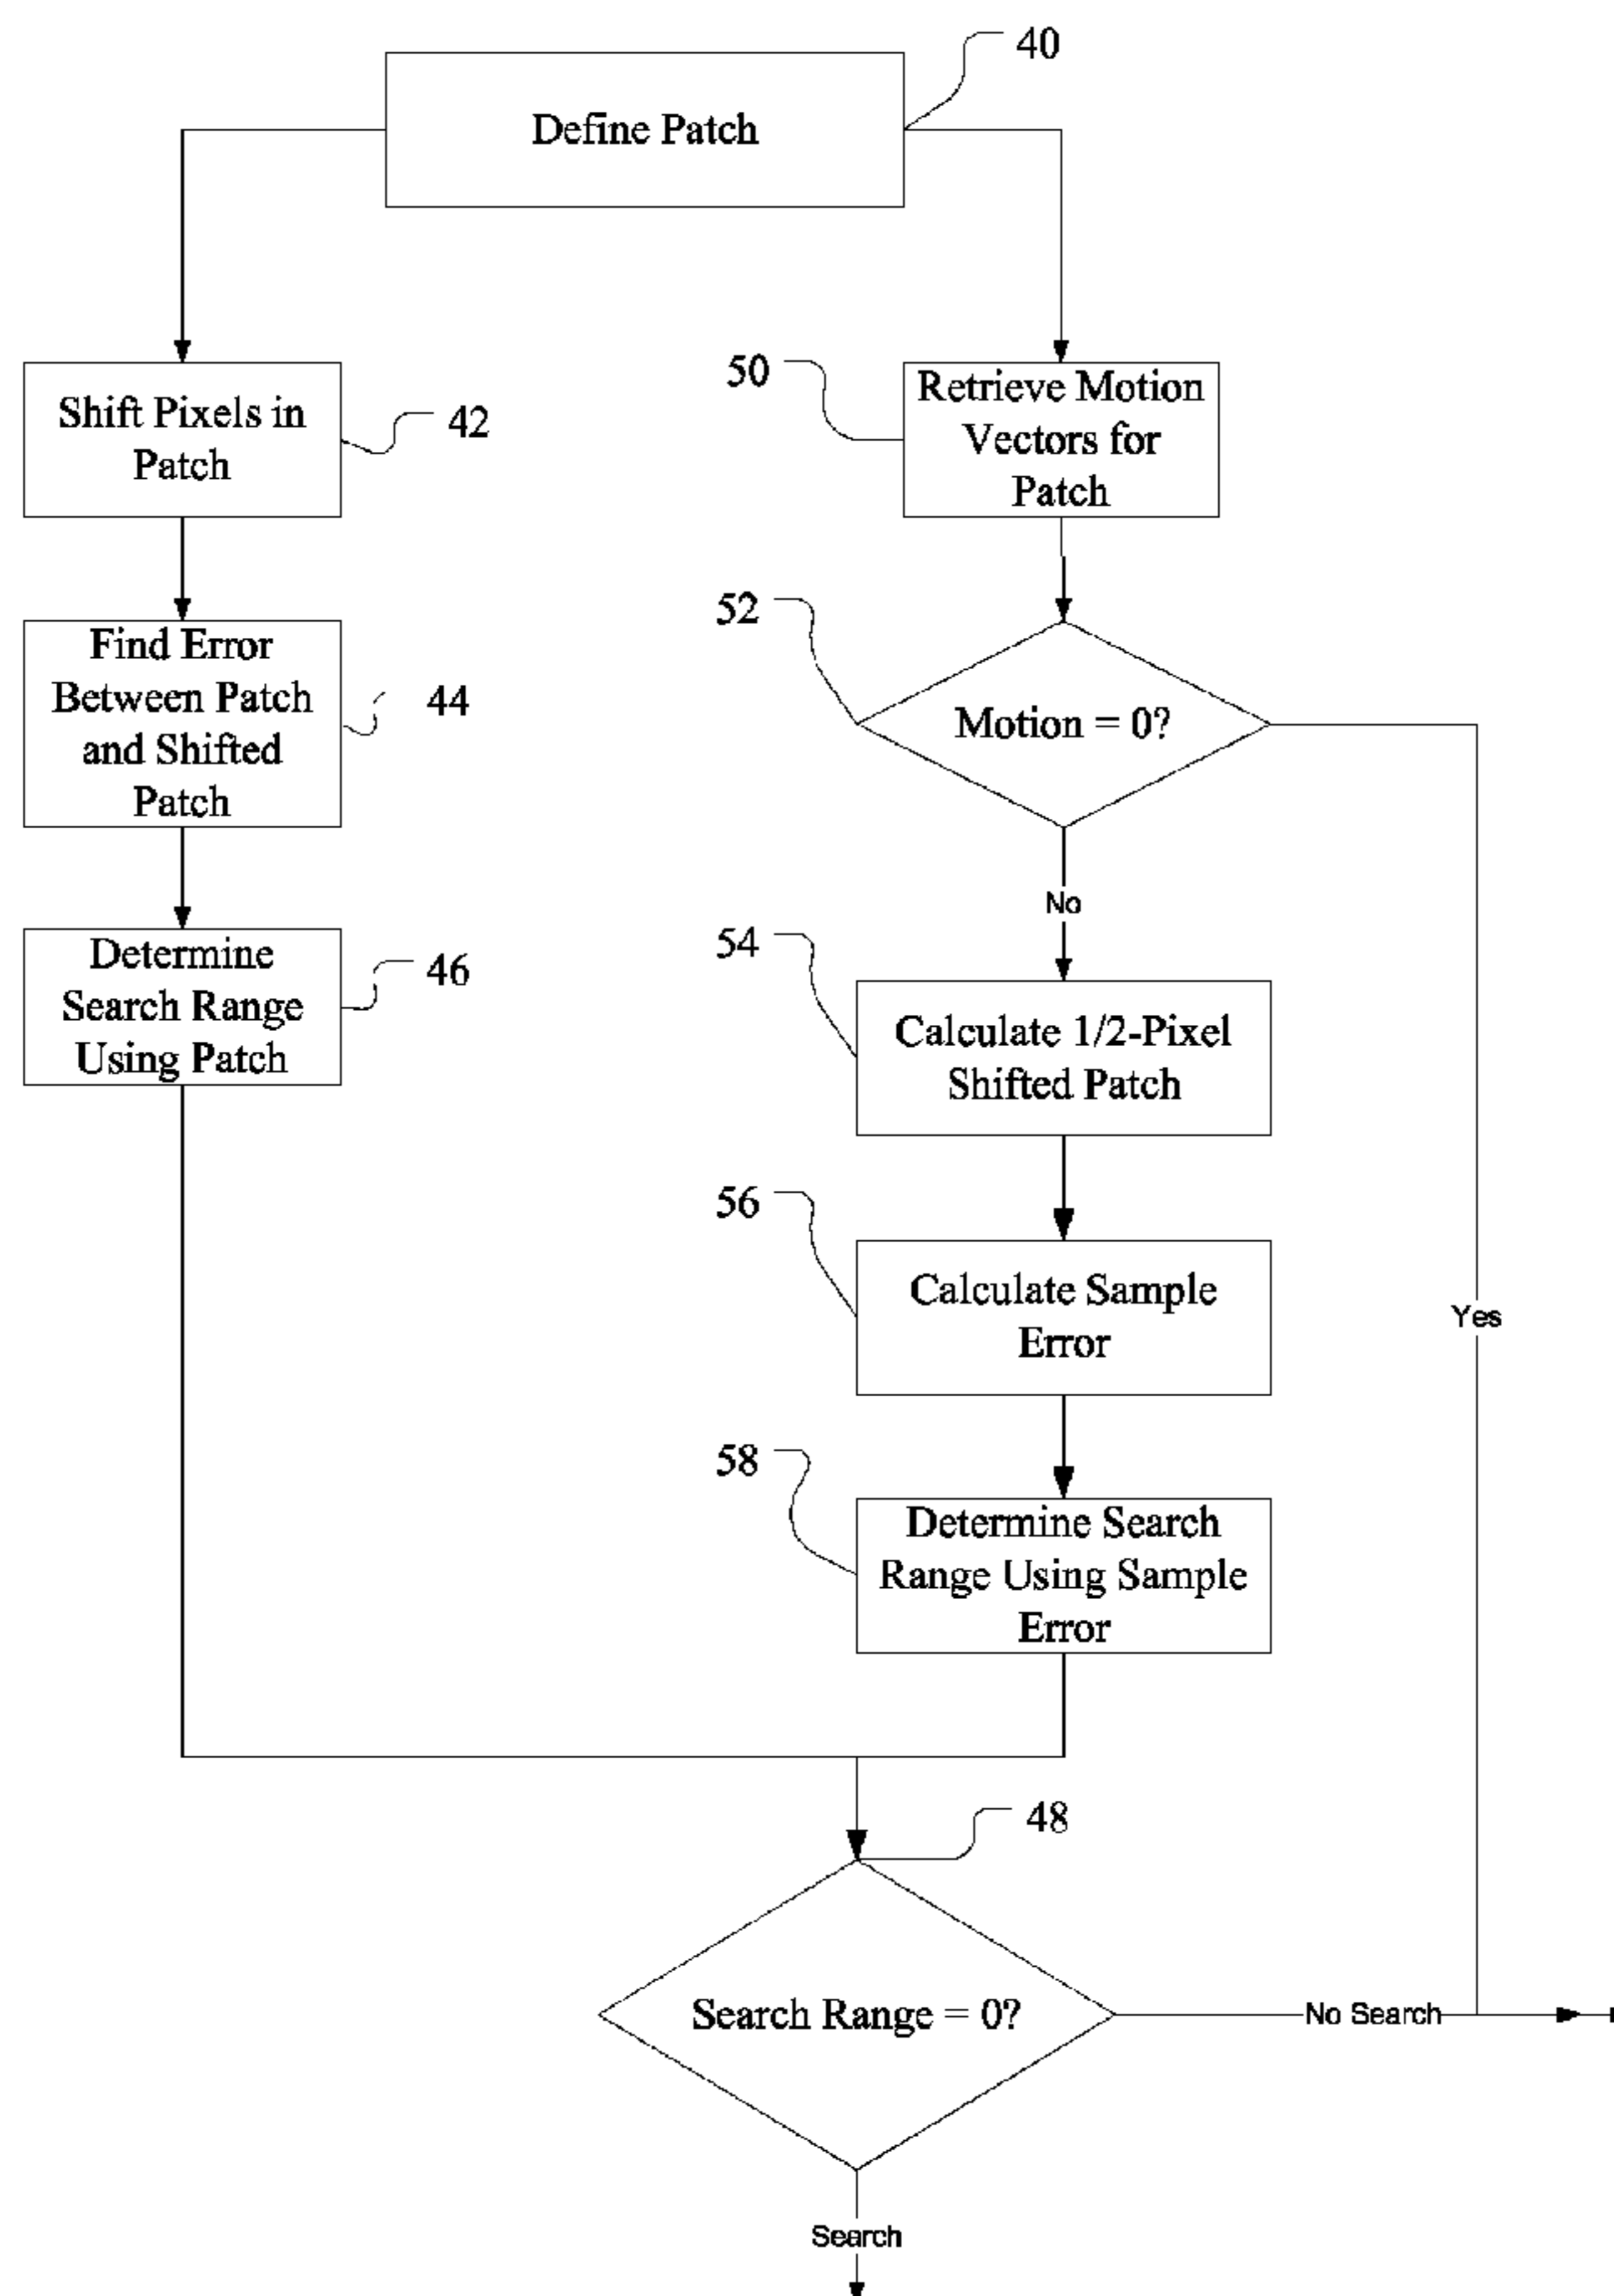 40
Define Patch
Shift Pixels in
Patch
42
50
Retrieve Motion
Vectors for
Patch
52
Motion = 0?
Find Error
Between Patch
and Shifted
Patch
44
No
Determine
Search Range
Using Patch
46
54
Calculate 1/2-Pixel
Shifted Patch
56
Calculate Sample
Error
Yes
58
Determine Search
Range Using Sample
Error
48
Search Range = 0?
No Search
Search